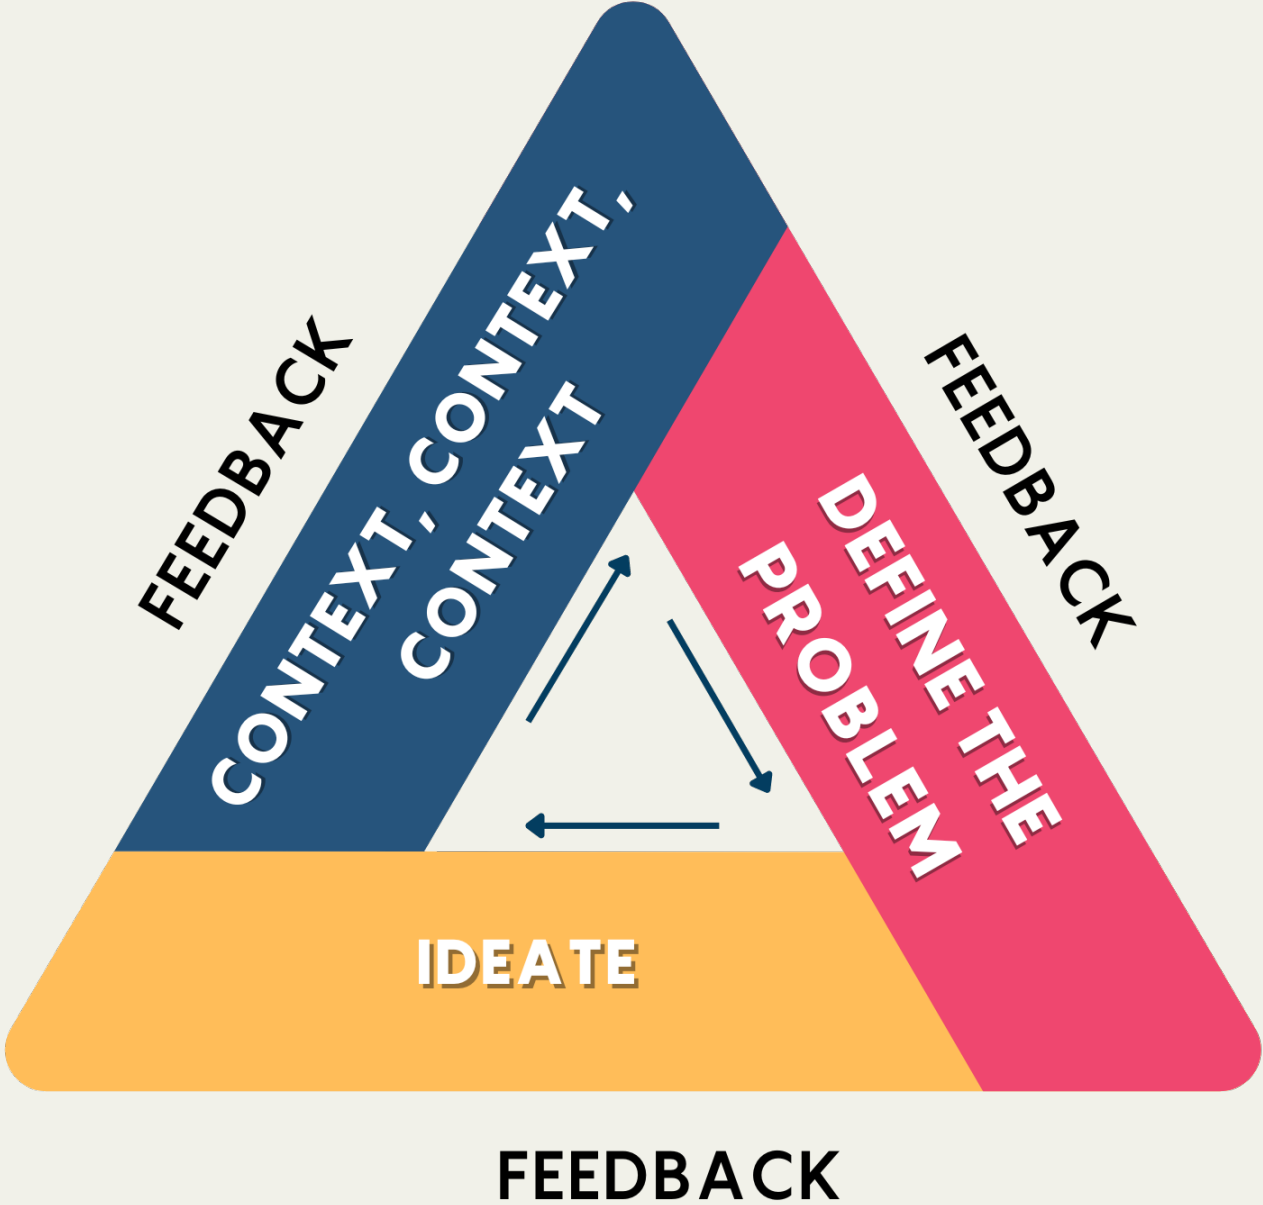 FEEDBACK
CONTEXT, CONTEXT,
CONTEXT
FEEDBACK
DEFINE THE
PROBLEM
IDEATE
FEEDBACK